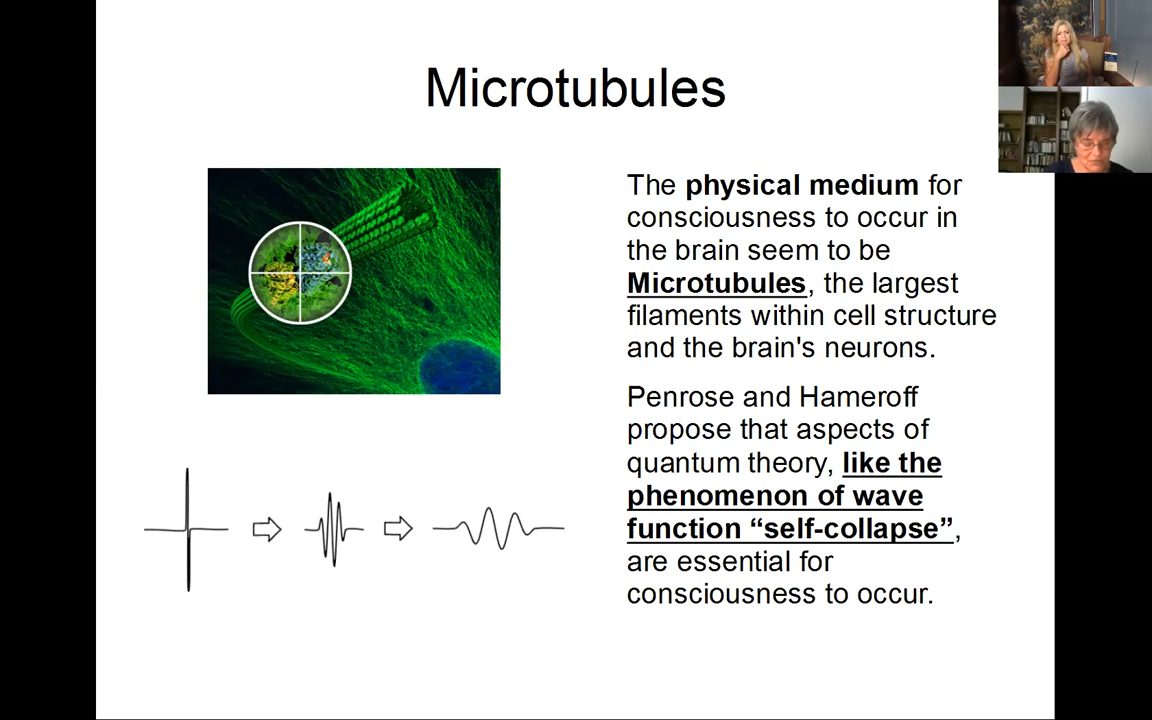 Microtubules
The physical medium for
consciousness to occur in
the brain seem to be
Microtubules, the largest
filaments within cell structure
and the brain's neurons.
Penrose and Hameroff
propose that aspects of
quantum theory, like the
phenomenon of wave
function “self-collapse”,
are essential for
consciousness to occur.